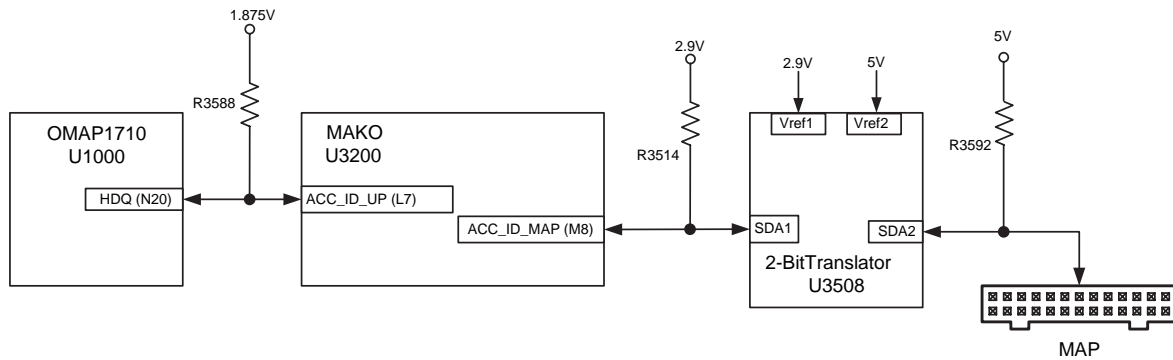 1.875V
2.9V
5V
2.9V
5V
R3588
OMAP1710
U1000
MAKO
U3200
Vref1
Vref2
R3514
R3592
HDQ (N20)
ACC_ID_UP (L7)
ACC_ID_MAP (M8)
SDA1
SDA2
2-BitTranslator
U3508
MAP